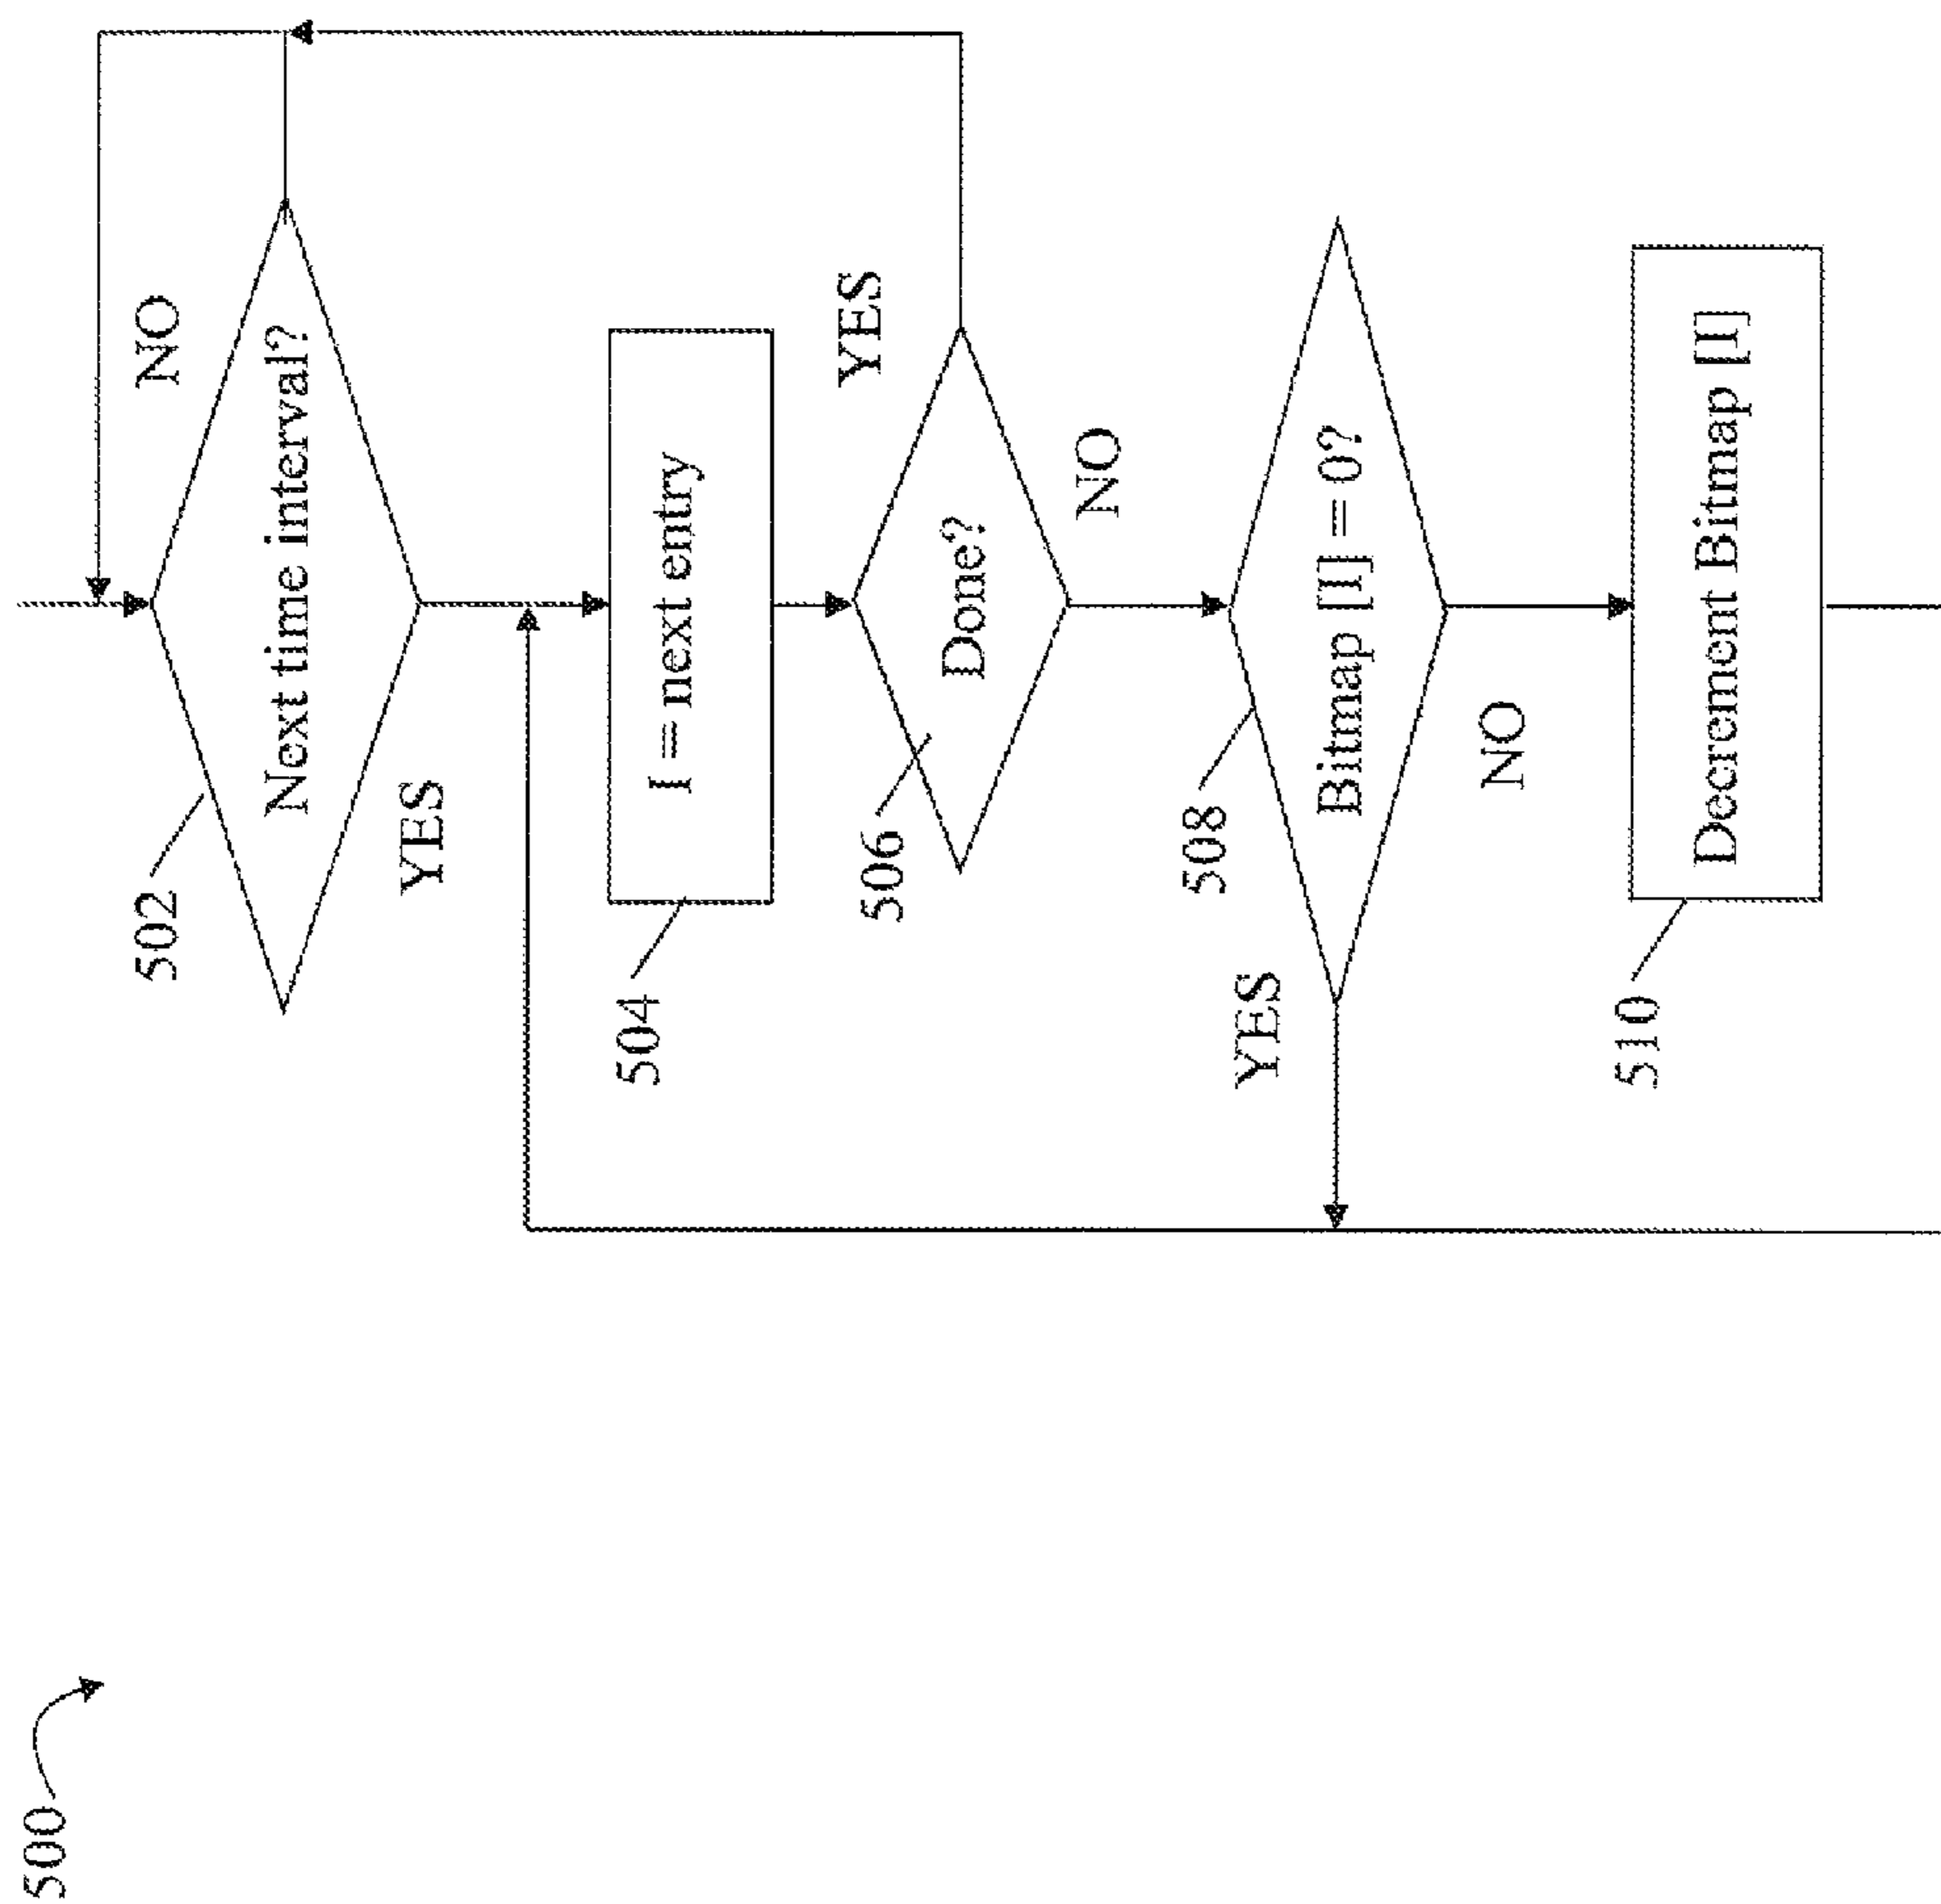 500
502
Next time interval?
NO
YES
504
I = next entry
506
Done?
YES
NO
508
Bitmap [I] = 0?
YES
NO
510
Decrement Bitmap [I]